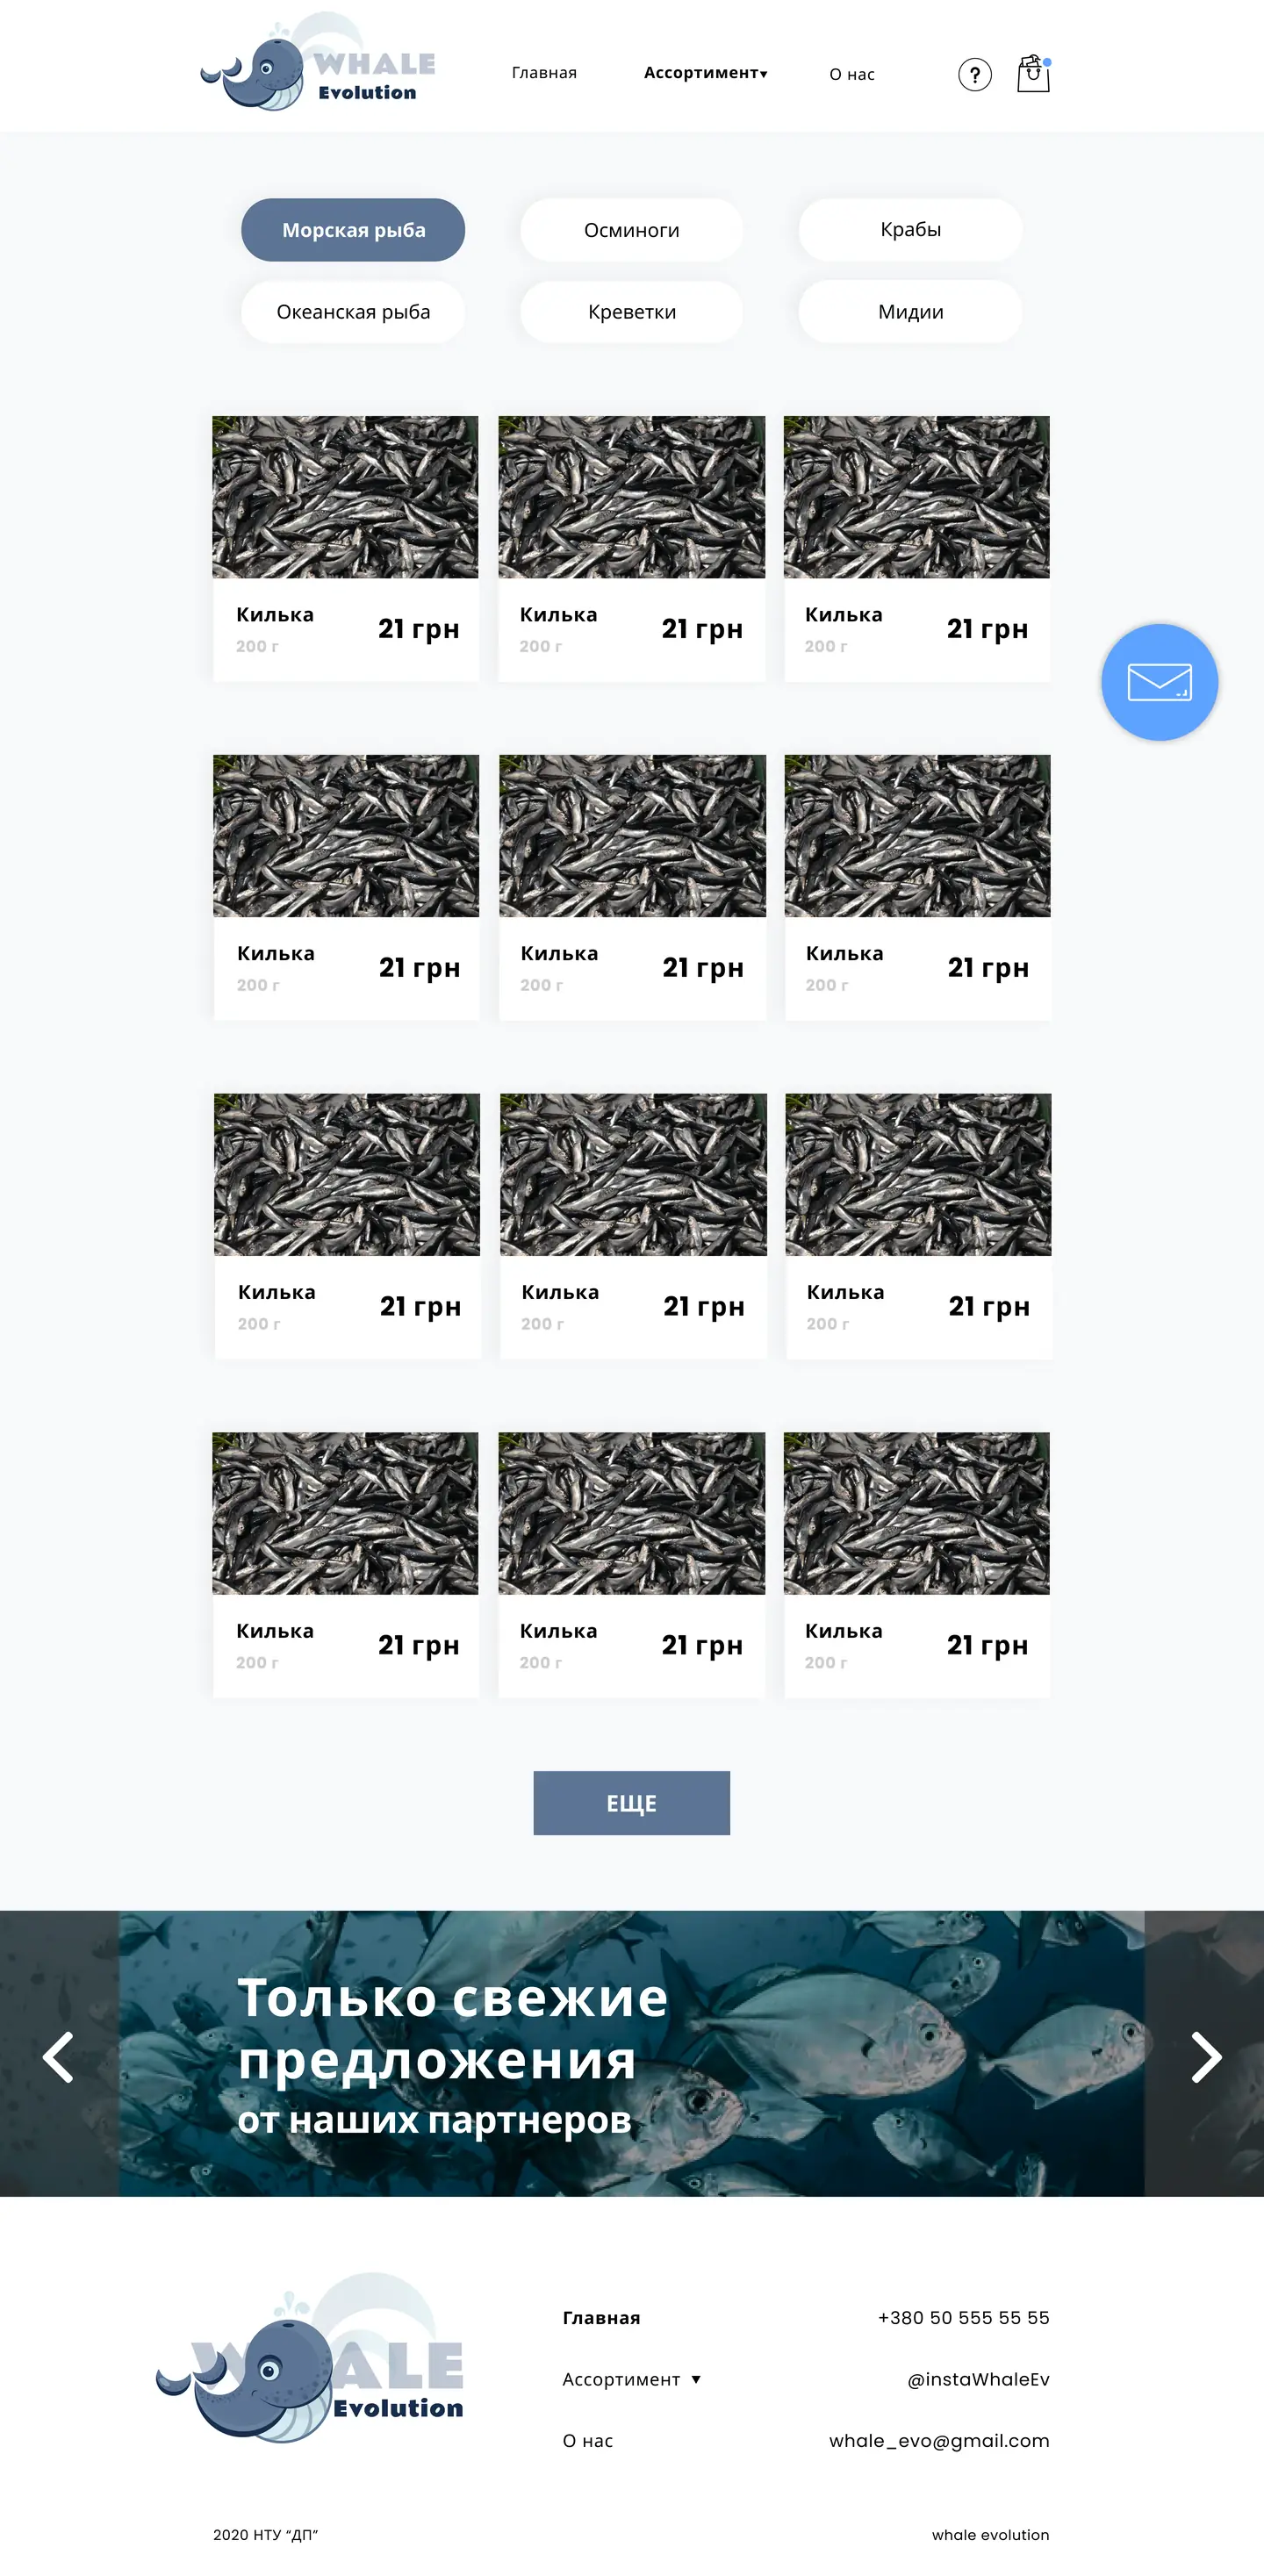 WHALE
Evolution
Главная
Ассортимент▾
О нас
?
Морская рыба
Осминоги
Крабы
Океанская рыба
Креветки
Мидии
Килька
200 г
21 грн
Килька
200 г
21 грн
Килька
200 г
21 грн
Килька
200 г
21 грн
Килька
200 г
21 грн
Килька
200 г
21 грн
Килька
200 г
21 грн
Килька
200 г
21 грн
Килька
200 г
21 грн
Килька
200 г
21 грн
Килька
200 г
21 грн
Килька
200 г
21 грн
ЕЩЕ
Только свежие
предложения
от наших партнеров
WHALE
Evolution
Главная
Ассортимент ▾
О нас
+380 50 555 55 55
@instaWhaleEv
whale_evo@gmail.com
2020 НТУ “ДП”
whale evolution